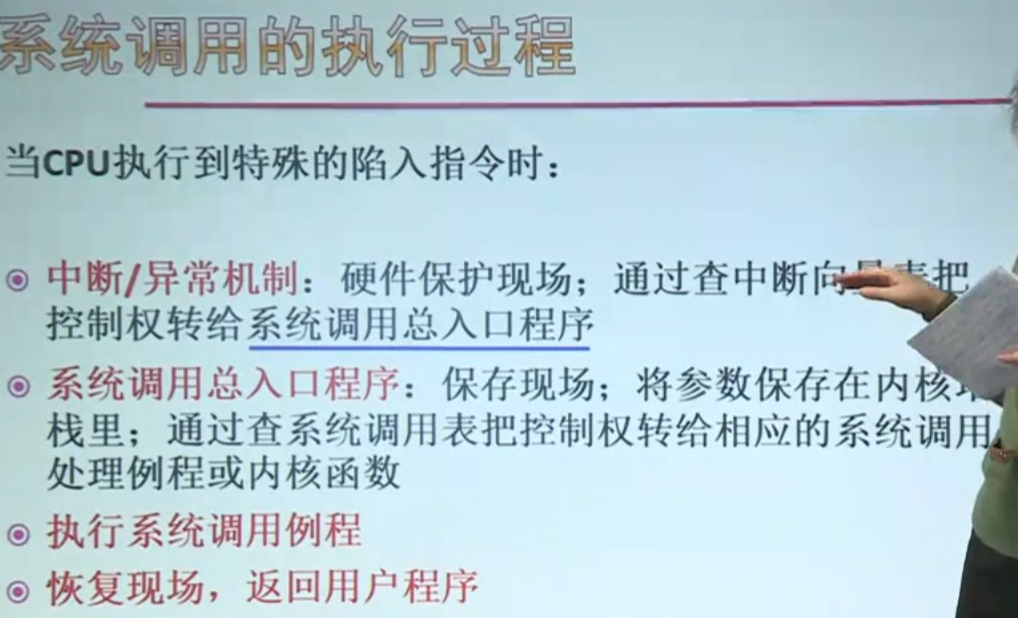 系统调用的执行过程
当CPU执行到特殊的陷入指令时：
中断/异常机制：硬件保护现场；通过查中断向量表把
控制权转给系统调用总入口程序
系统调用总入口程序：保存现场；将参数保存在内核堆
栈里；通过查系统调用表把控制权转给相应的系统调用
处理例程或内核函数
执行系统调用例程
恢复现场，返回用户程序